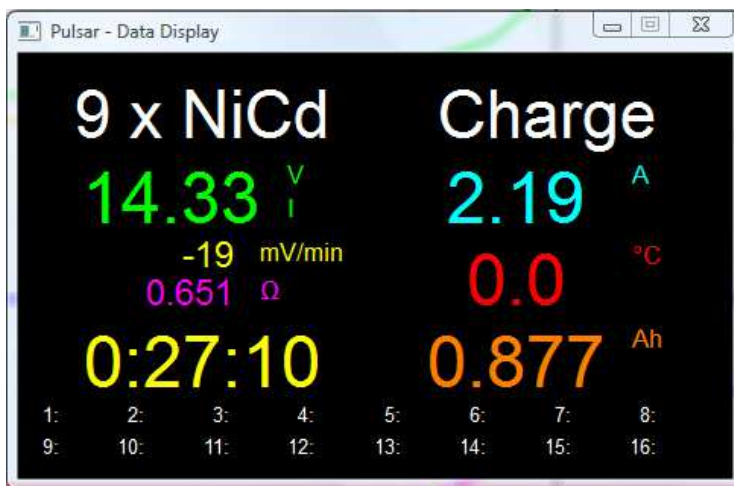 Pulsar - Data Display
9 x NiCd Charge
14.33 V I 2.19 A
-19 mV/min
0.651 Ω 0.0 °C
0:27:10 0.877 Ah
1: 2: 3: 4: 5: 6: 7: 8:
9: 10: 11: 12: 13: 14: 15: 16: